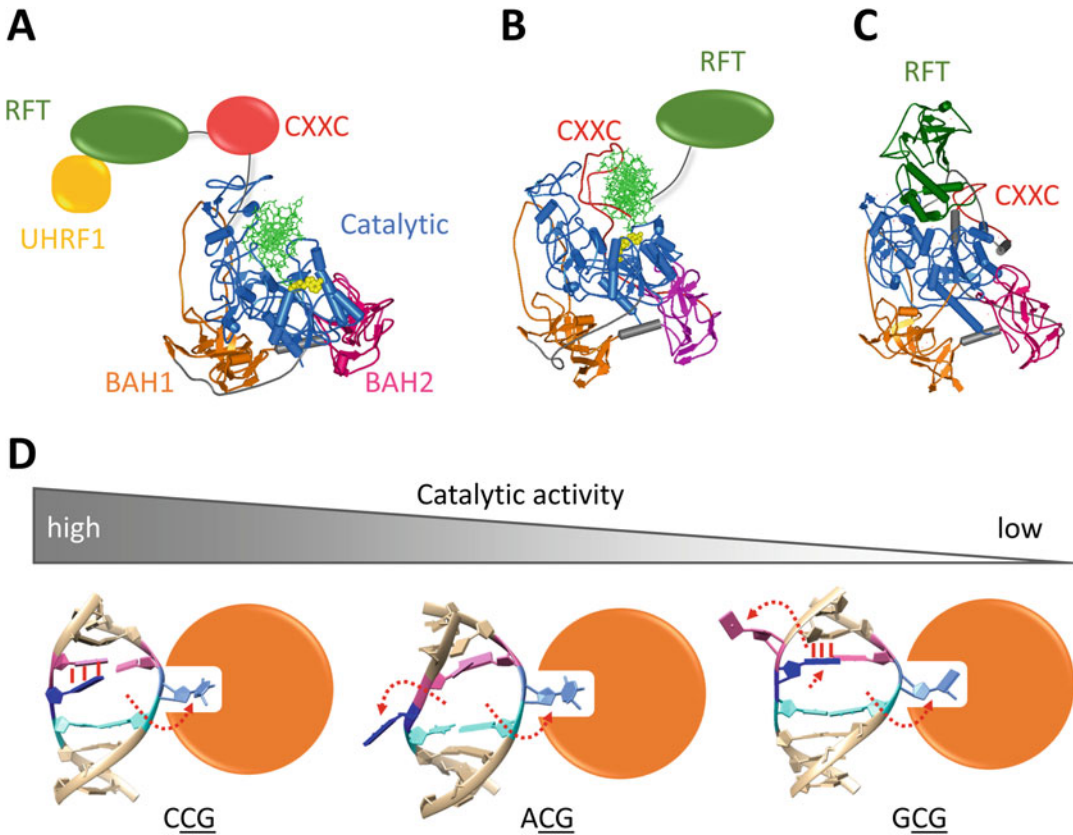 A
RFT
CXXC
UHRF1
Catalytic
BAH1
BAH2
B
RFT
CXXC
C
RFT
CXXC
D
Catalytic activity
high
low
CCG
ACG
GCG